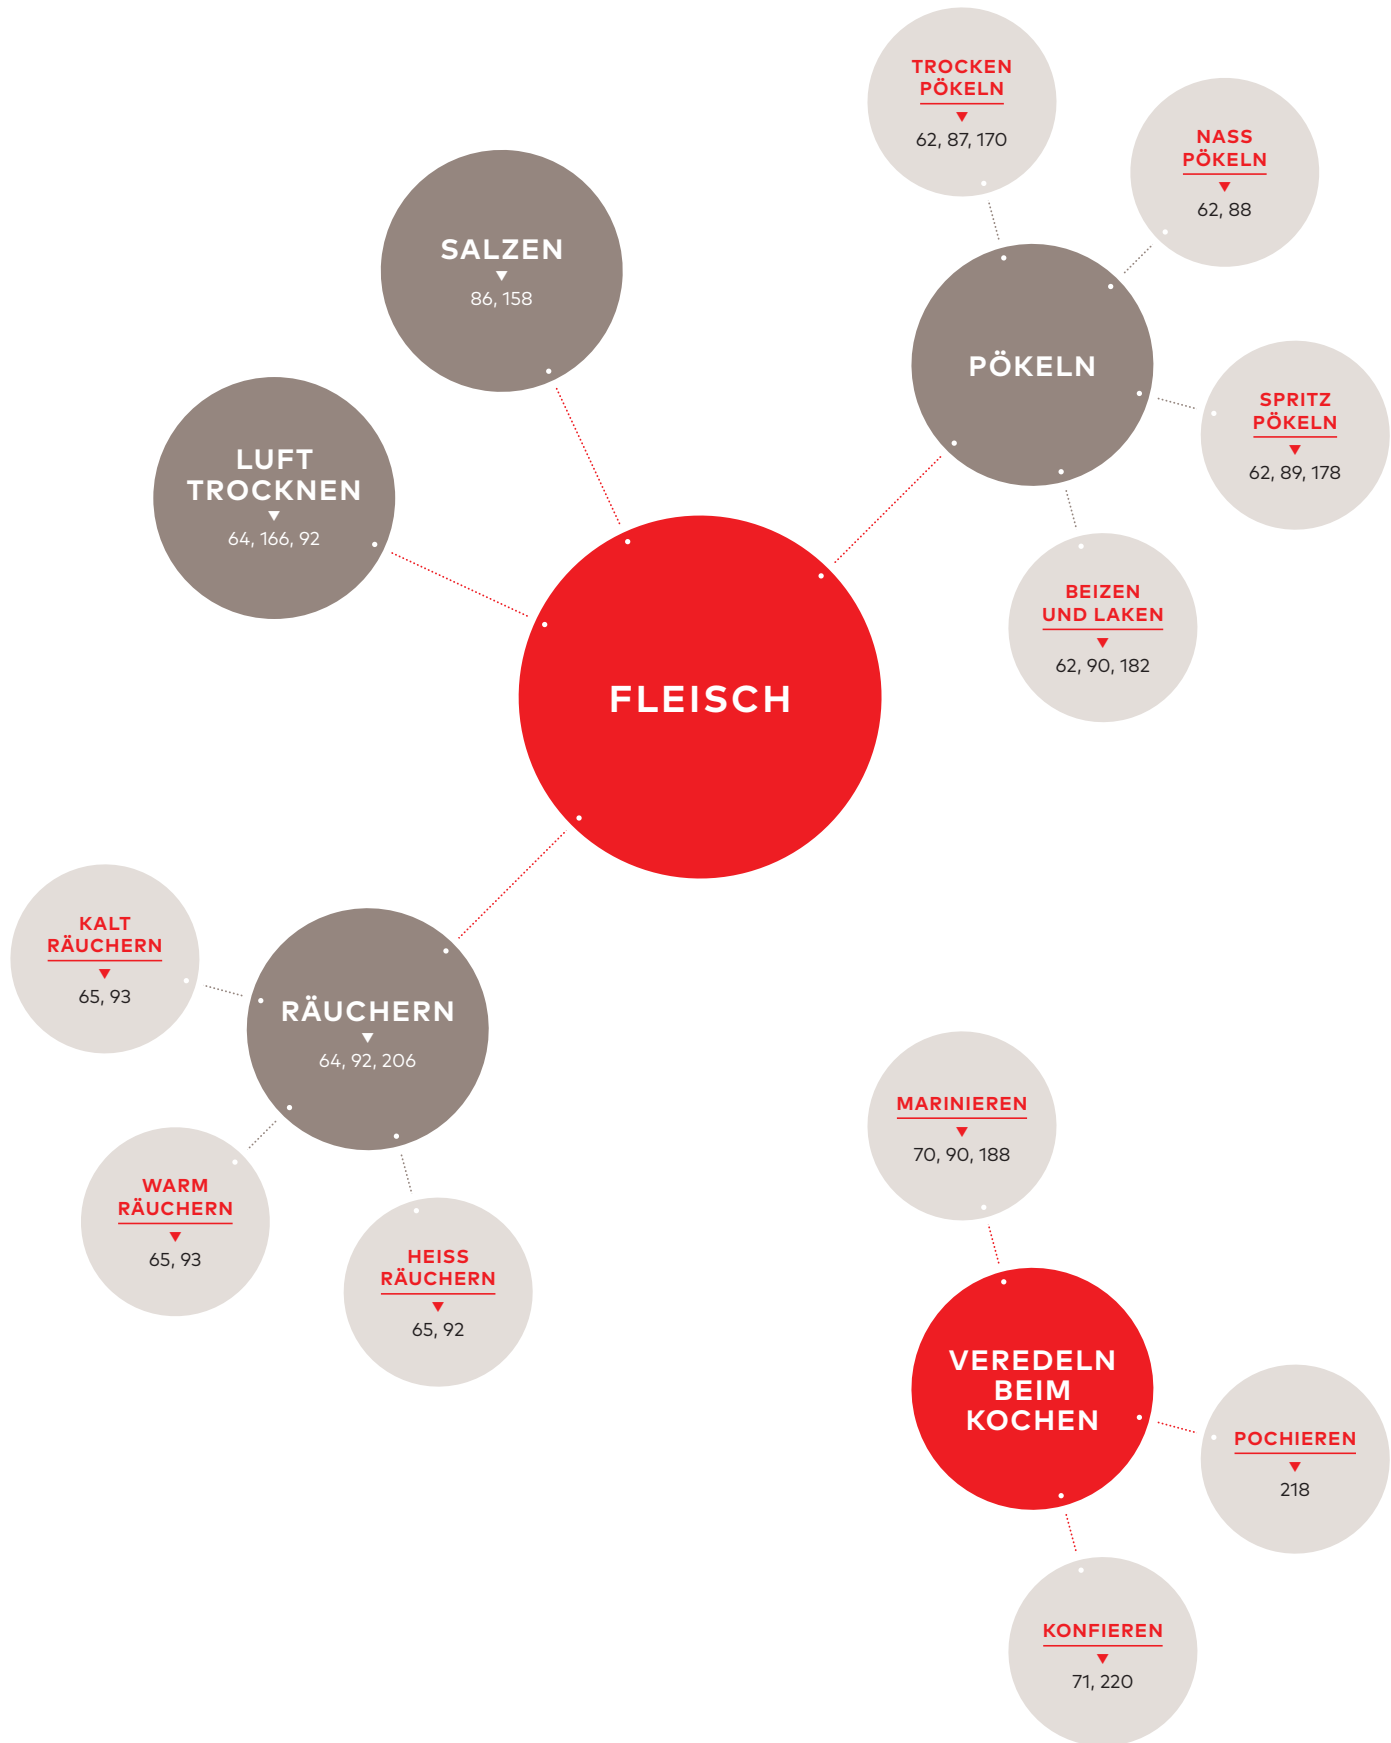 TROCKEN
PÖKELN
62, 87, 170
NASS
PÖKELN
62, 88
SALZEN
86, 158
PÖKELN
SPRITZ
PÖKELN
62, 89, 178
LUFT
TROCKNEN
64, 166, 92
BEIZEN
UND LAKEN
62, 90, 182
FLEISCH
KALT
RÄUCHERN
65, 93
RÄUCHERN
64, 92, 206
WARM
RÄUCHERN
65, 93
HEISS
RÄUCHERN
65, 92
MARINIEREN
70, 90, 188
VEREDELN
BEIM
KOCHEN
POCHIEREN
218
KONFIEREN
71, 220